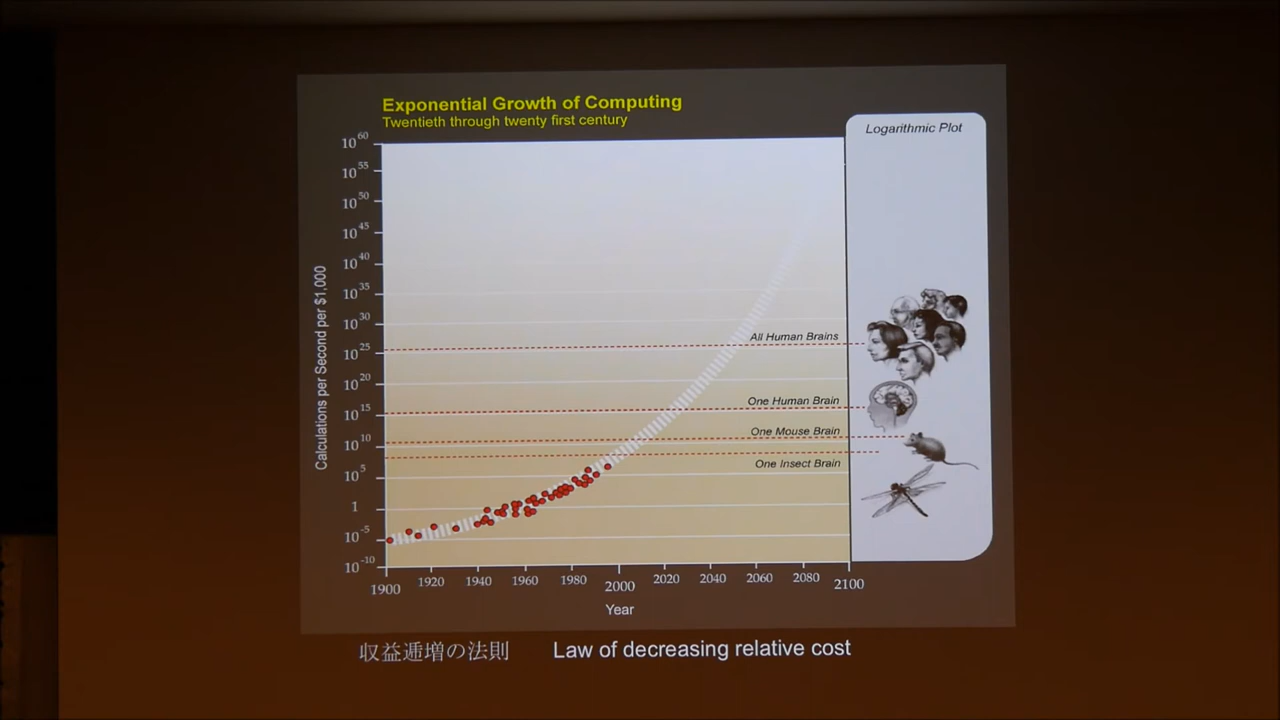 Exponential Growth of Computing
Twentieth through twenty first century
Logarithmic Plot
Calculations per Second per $1,000
10^60
10^55
10^50
10^45
10^40
10^35
10^30
10^25
10^20
10^15
10^10
10^5
1
10^-5
10^-10
All Human Brains
One Human Brain
One Mouse Brain
One Insect Brain
1900 1920 1940 1960 1980 2000 2020 2040 2060 2080 2100
Year
収益逓増の法則 Law of decreasing relative cost